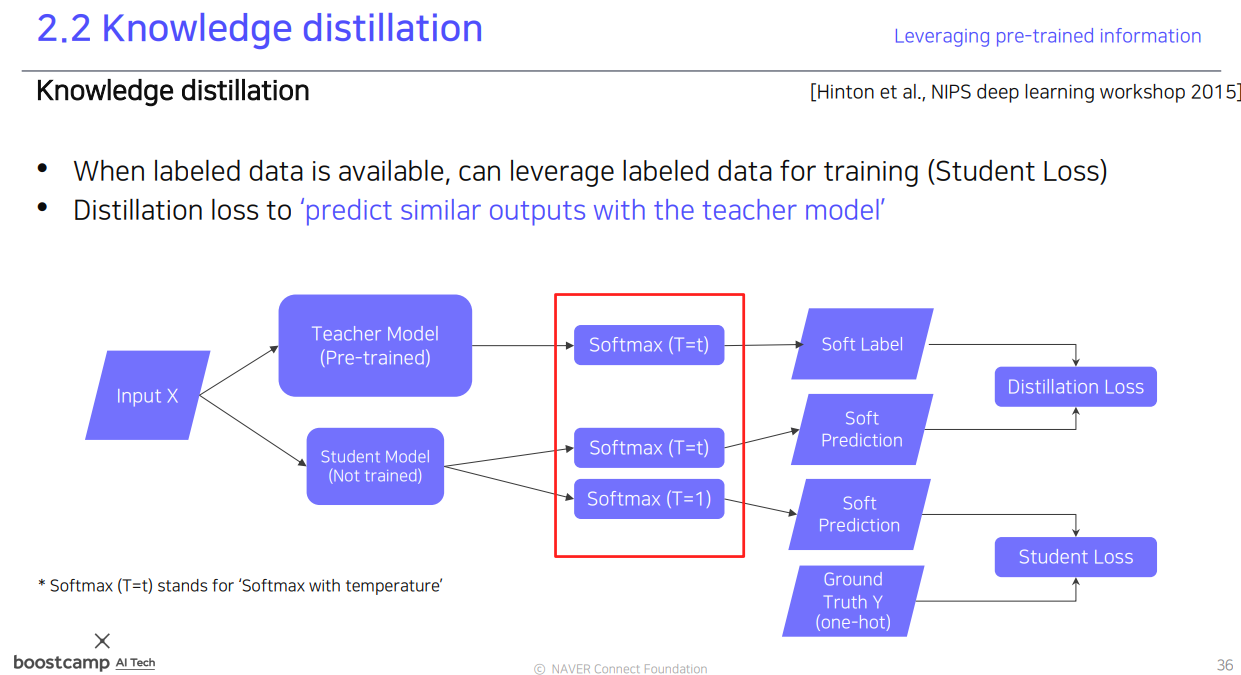 2.2 Knowledge distillation
Leveraging pre-trained information
Knowledge distillation
[Hinton et al., NIPS deep learning workshop 2015]
• When labeled data is available, can leverage labeled data for training (Student Loss)
• Distillation loss to ‘predict similar outputs with the teacher model’
Input X
Teacher Model
(Pre-trained)
Student Model
(Not trained)
Softmax (T=t)
Softmax (T=t)
Softmax (T=1)
Soft Label
Soft
Prediction
Soft
Prediction
Ground
Truth Y
(one-hot)
Distillation Loss
Student Loss
* Softmax (T=t) stands for ‘Softmax with temperature’
boostcamp AI Tech
© NAVER Connect Foundation
36